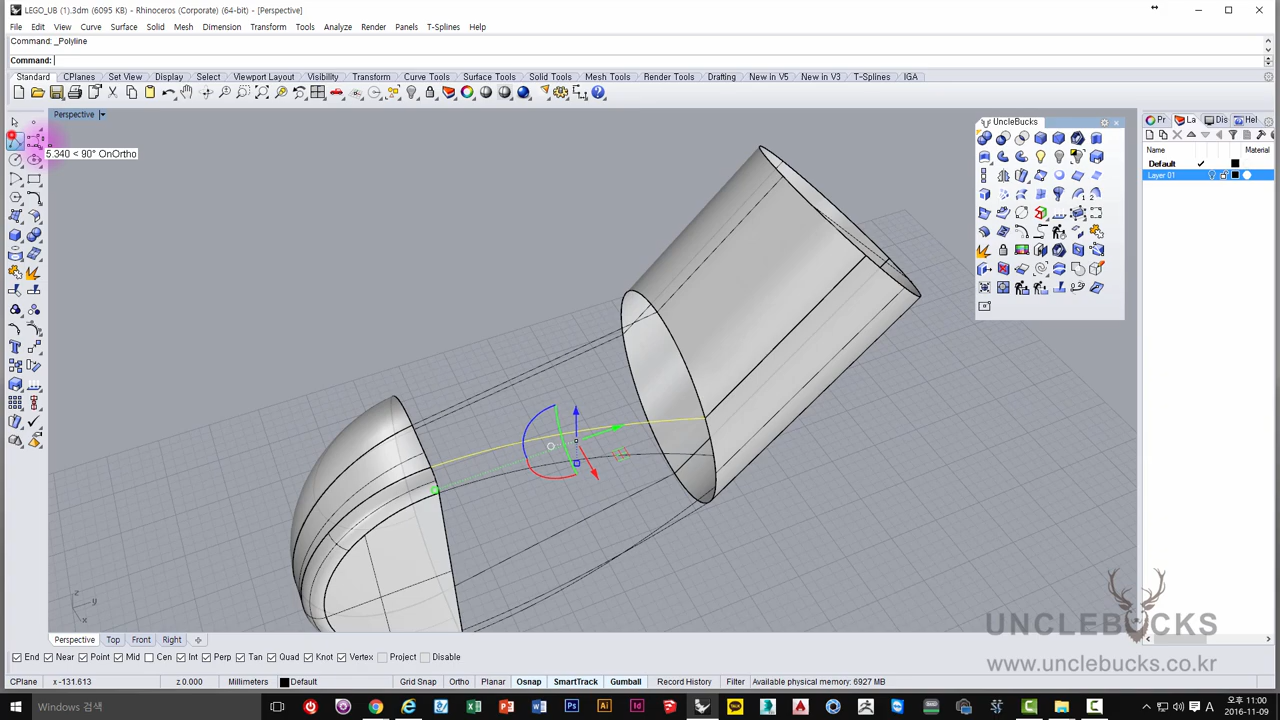 LEGO_UB (1).3dm (6095 KB) - Rhinoceros (Corporate) (64-bit) - [Perspective]
File Edit View Curve Surface Solid Mesh Dimension Transform Tools Analyze Render Panels T-Splines Help
Command: _Polyline
Command:
Standard CPlanes Set View Display Select Viewport Layout Visibility Transform Curve Tools Surface Tools Solid Tools Mesh Tools Render Tools Drafting New in V5 New in V3 T-Splines IGA
Perspective
UncleBucks
Pr La Dis Hel
Name Material
Default
Layer 01
5.340 < 90° OnOrtho
z
y
x
UNCLEBUCKS
www.unclebucks.co.kr
Perspective Top Front Right
End Near Point Mid Cen Int Perp Tan Quad Knot Vertex Project Disable
CPlane x -131.613 z 0.000 Millimeters Default Grid Snap Ortho Planar Osnap SmartTrack Gumball Record History Filter Available physical memory: 6927 MB
Windows 검색
A
오후 11:00
2016-11-09